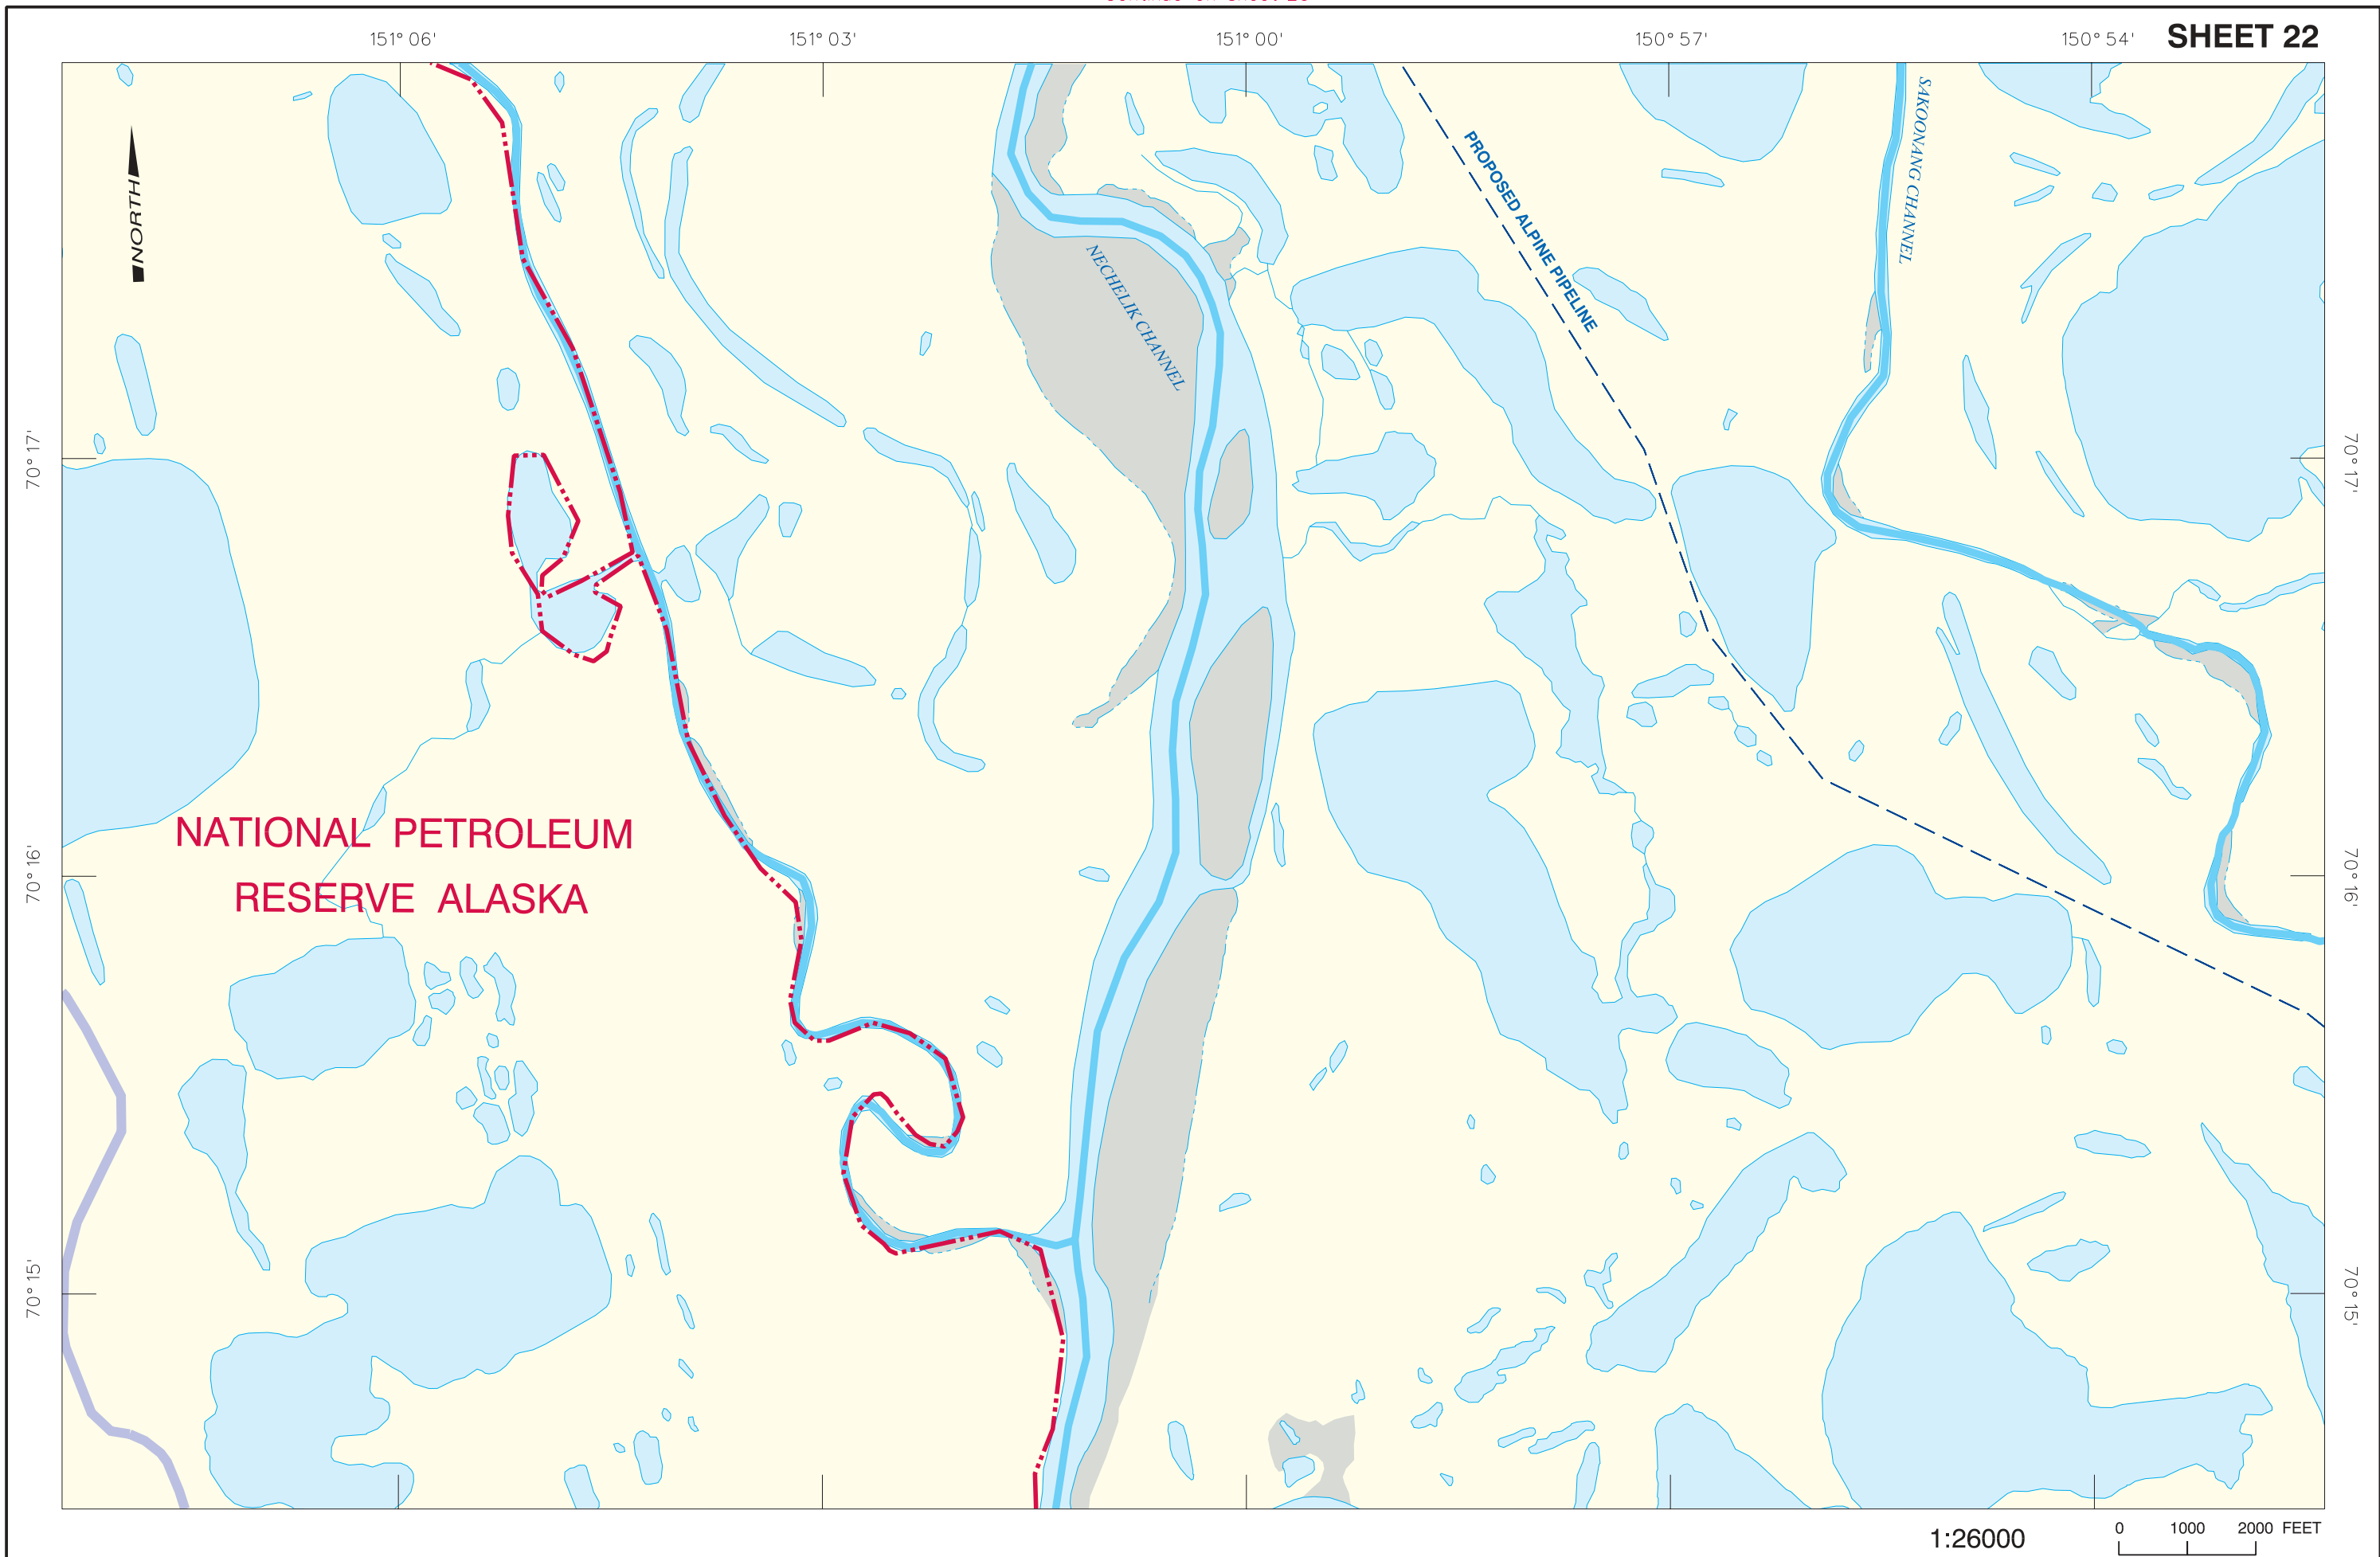 151° 06'
151° 03'
151° 00'
150° 57'
150° 54'
SHEET 22
NORTH
PROPOSED ALPINE PIPELINE
SAKOONANG CHANNEL
NECHELIK CHANNEL
70° 17'
70° 17'
NATIONAL PETROLEUM
RESERVE ALASKA
70° 16'
70° 16'
70° 15'
70° 15'
1:26000
0 1000 2000 FEET